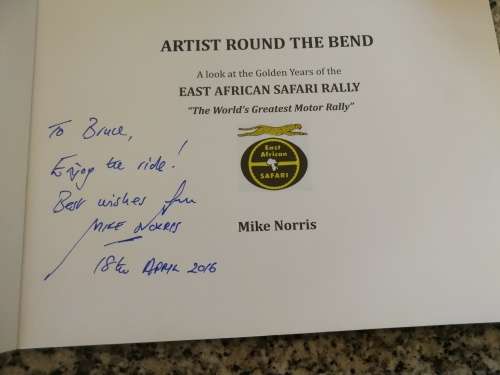 ARTIST ROUND THE BEND
A look at the Golden Years of the
EAST AFRICAN SAFARI RALLY
"The World's Greatest Motor Rally"
East
African
SAFARI
Mike Norris
To Bruce,
Enjoy the ride!
Best wishes from
MIKE NORRIS
18th APRIL 2016